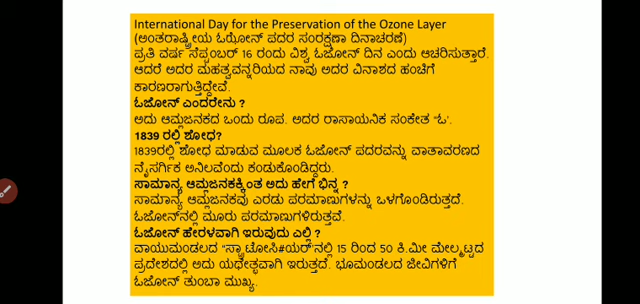 International Day for the Preservation of the Ozone Layer
(ಅಂತರಾಷ್ಟ್ರೀಯ ಓಝೋನ್ ಪದರ ಸಂರಕ್ಷಣಾ ದಿನಾಚರಣೆ)
ಪ್ರತಿ ವರ್ಷ ಸೆಪ್ಟಂಬರ್ 16 ರಂದು ವಿಶ್ವ ಓಜೋನ್ ದಿನ ಎಂದು ಆಚರಿಸುತ್ತಾರೆ.
ಆದರೆ ಅದರ ಮಹತ್ವವನ್ನರಿಯದ ನಾವು ಅದರ ವಿನಾಶದ ಹಂಚಿಗೆ
ಕಾರಣರಾಗುತ್ತಿದ್ದೇವೆ.
ಓಜೋನ್ ಎಂದರೇನು ?
ಅದು ಆಮ್ಲಜನಕದ ಒಂದು ರೂಪ. ಅದರ ರಾಸಾಯನಿಕ ಸಂಕೇತ "ಓ'.
1839 ರಲ್ಲಿ ಶೋಧ?
1839ರಲ್ಲಿ ಶೋಧ ಮಾಡುವ ಮೂಲಕ ಓಜೋನ್ ಪದರವನ್ನು ವಾತಾವರಣದ
ನೈಸರ್ಗಿಕ ಅನಿಲವೆಂದು ಕಂಡುಕೊಂಡಿದ್ದರು.
ಸಾಮಾನ್ಯ ಆಮ್ಲಜನಕಕ್ಕಿಂತ ಅದು ಹೇಗೆ ಭಿನ್ನ ?
ಸಾಮಾನ್ಯ ಆಮ್ಲಜನಕವು ಎರಡು ಪರಮಾಣುಗಳನ್ನು ಒಳಗೊಂಡಿರುತ್ತದೆ.
ಓಜೋನ್‌ನಲ್ಲಿ ಮೂರು ಪರಮಾಣುಗಳಿರುತ್ತವೆ.
ಓಜೋನ್ ಹೇರಳವಾಗಿ ಇರುವುದು ಎಲ್ಲಿ ?
ವಾಯುಮಂಡಲದ "ಸ್ಟ್ರಾಟೋಸಿ#ಯರ್'ನಲ್ಲಿ 15 ರಿಂದ 50 ಕಿ.ಮೀ ಮೇಲ್ಮಟ್ಟದ
ಪ್ರದೇಶದಲ್ಲಿ ಅದು ಯಥೇತ್ಛವಾಗಿ ಇರುತ್ತದೆ. ಭೂಮಂಡಲದ ಜೀವಿಗಳಿಗೆ
ಓಜೋನ್ ತುಂಬಾ ಮುಖ್ಯ.